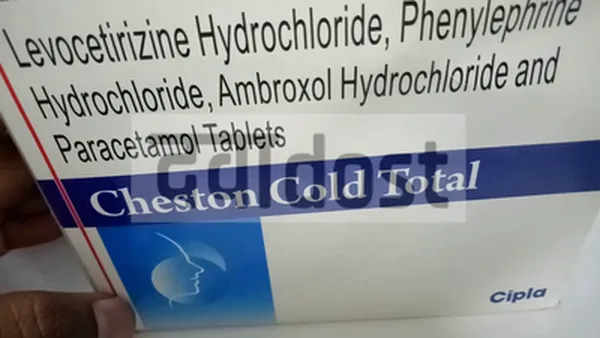 Levocetirizine Hydrochloride, Phenylephrine
Hydrochloride, Ambroxol Hydrochloride and
Paracetamol Tablets
Cheston Cold Total
Cipla